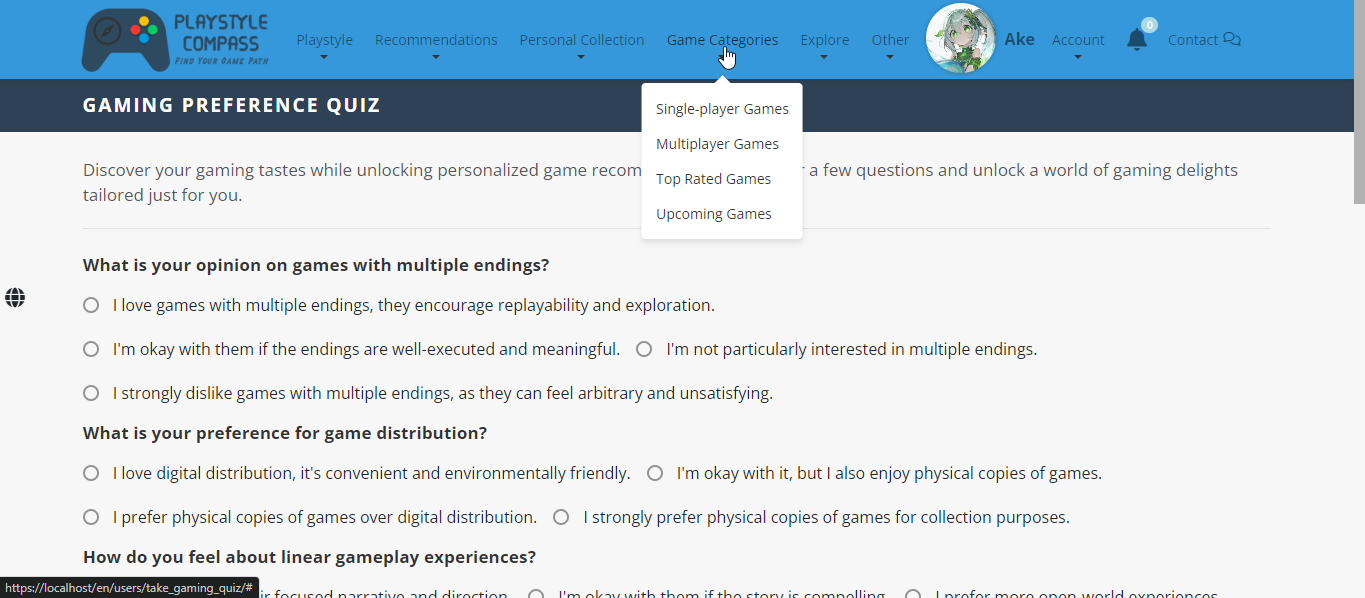 PLAYSTYLE
COMPASS
FIND YOUR GAME PATH
Playstyle Recommendations Personal Collection Game Categories Explore Other Ake Account 0 Contact
Single-player Games
Multiplayer Games
Top Rated Games
Upcoming Games
GAMING PREFERENCE QUIZ
Discover your gaming tastes while unlocking personalized game recom a few questions and unlock a world of gaming delights
tailored just for you.
What is your opinion on games with multiple endings?
I love games with multiple endings, they encourage replayability and exploration.
I'm okay with them if the endings are well-executed and meaningful. I'm not particularly interested in multiple endings.
I strongly dislike games with multiple endings, as they can feel arbitrary and unsatisfying.
What is your preference for game distribution?
I love digital distribution, it's convenient and environmentally friendly. I'm okay with it, but I also enjoy physical copies of games.
I prefer physical copies of games over digital distribution. I strongly prefer physical copies of games for collection purposes.
How do you feel about linear gameplay experiences?
focused narrative and direction. I'm okay with them if the story is compelling. I prefer more open-world experiences.
https://localhost/en/users/take_gaming_quiz/#